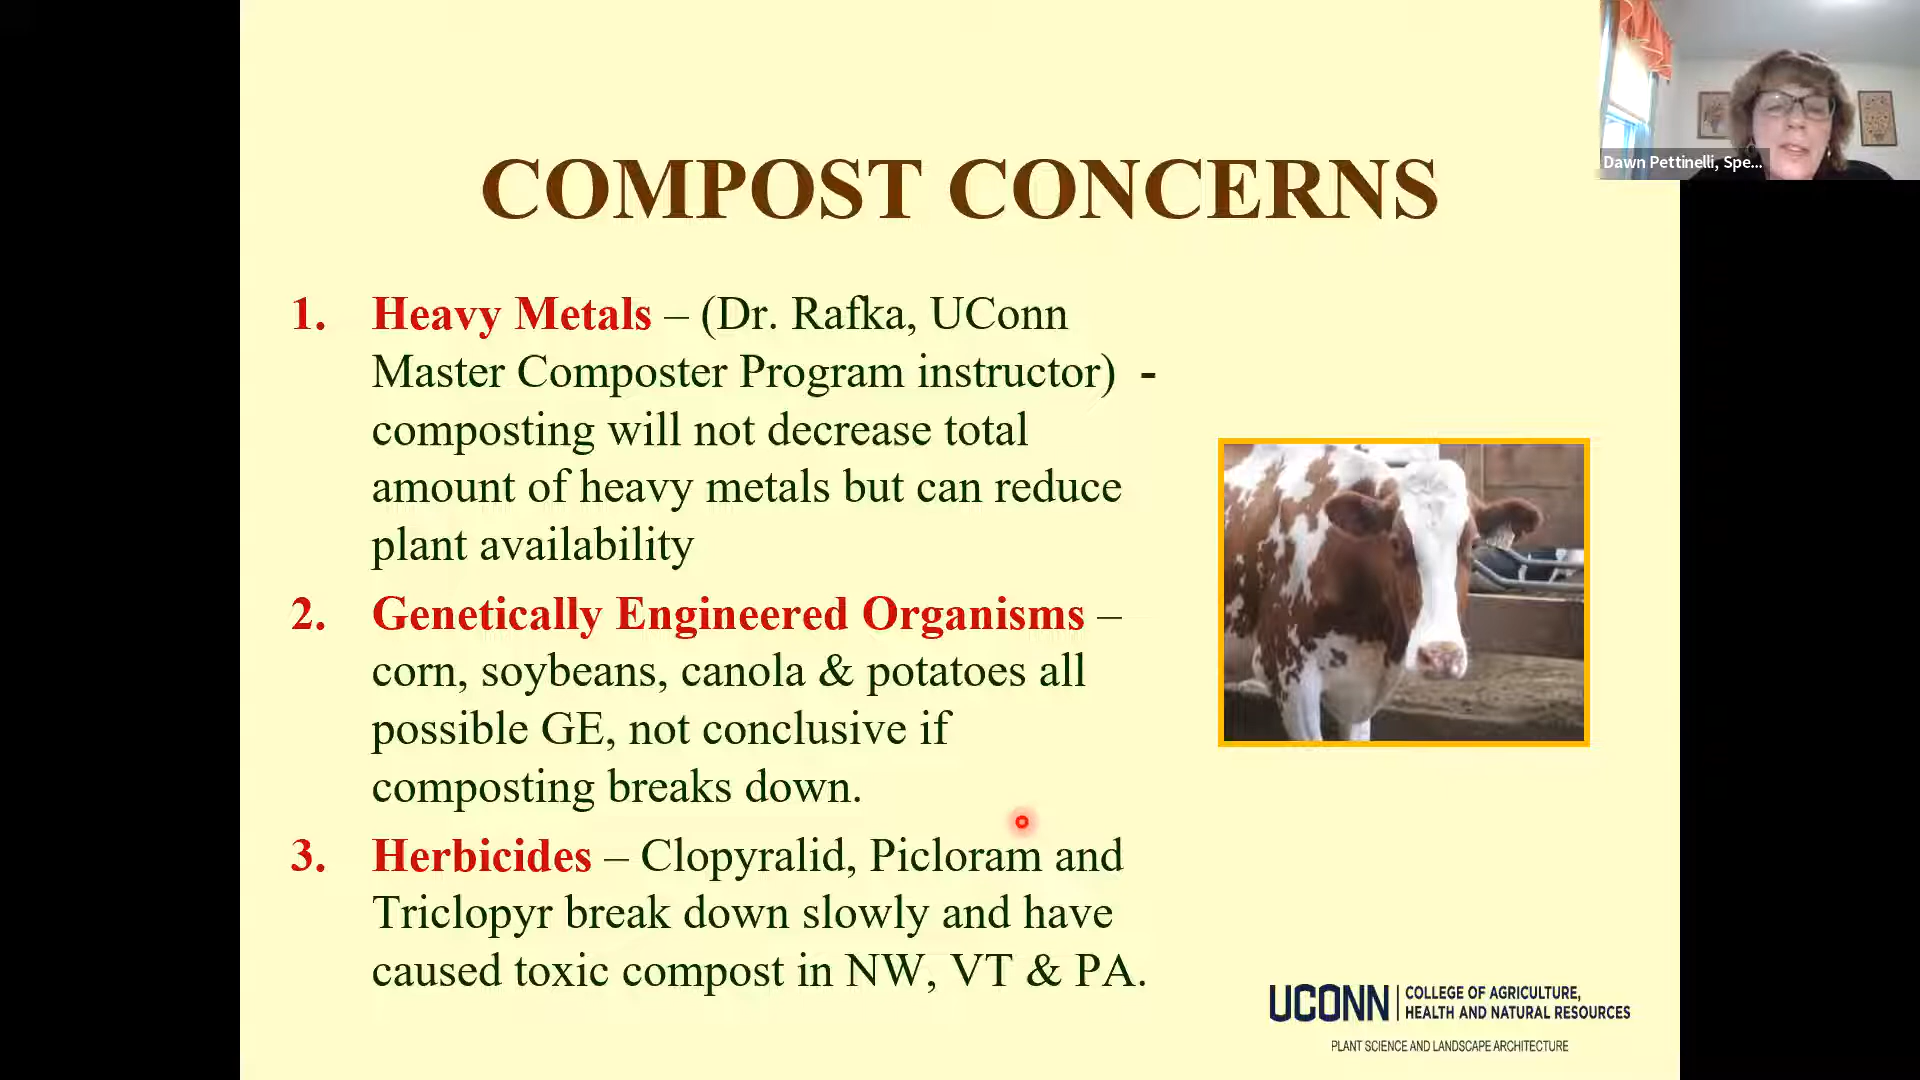 Dawn Pettinelli, Spe...
COMPOST CONCERNS
1. Heavy Metals – (Dr. Rafka, UConn
Master Composter Program instructor) -
composting will not decrease total
amount of heavy metals but can reduce
plant availability
2. Genetically Engineered Organisms –
corn, soybeans, canola & potatoes all
possible GE, not conclusive if
composting breaks down.
3. Herbicides – Clopyralid, Picloram and
Triclopyr break down slowly and have
caused toxic compost in NW, VT & PA.
UCONN | COLLEGE OF AGRICULTURE,
HEALTH AND NATURAL RESOURCES
PLANT SCIENCE AND LANDSCAPE ARCHITECTURE